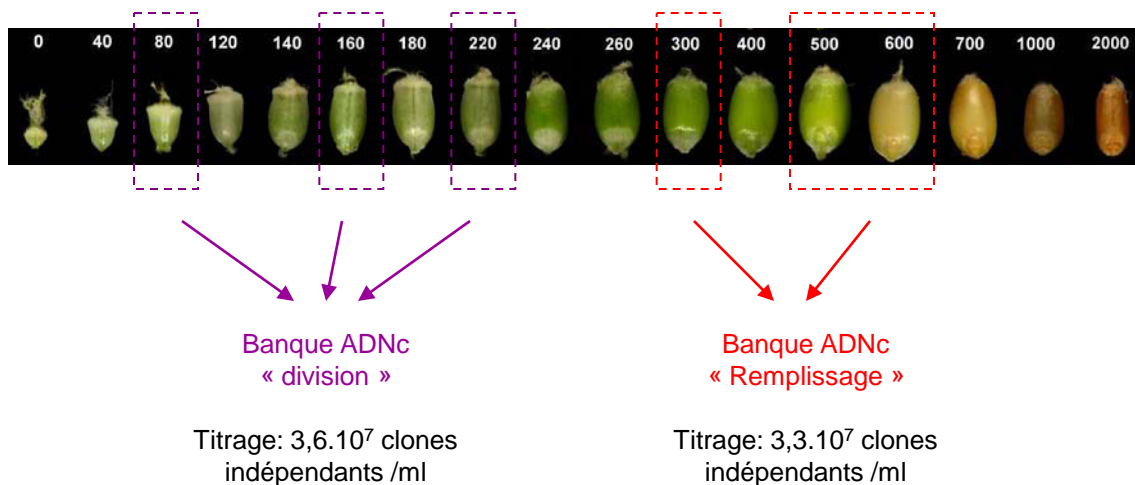 0 40 80 120 140 160 180 220 240 260 300 400 500 600 700 1000 2000
Banque ADNc
« division »
Banque ADNc
« Remplissage »
Titrage: 3,6.10⁷ clones
indépendants /ml
Titrage: 3,3.10⁷ clones
indépendants /ml